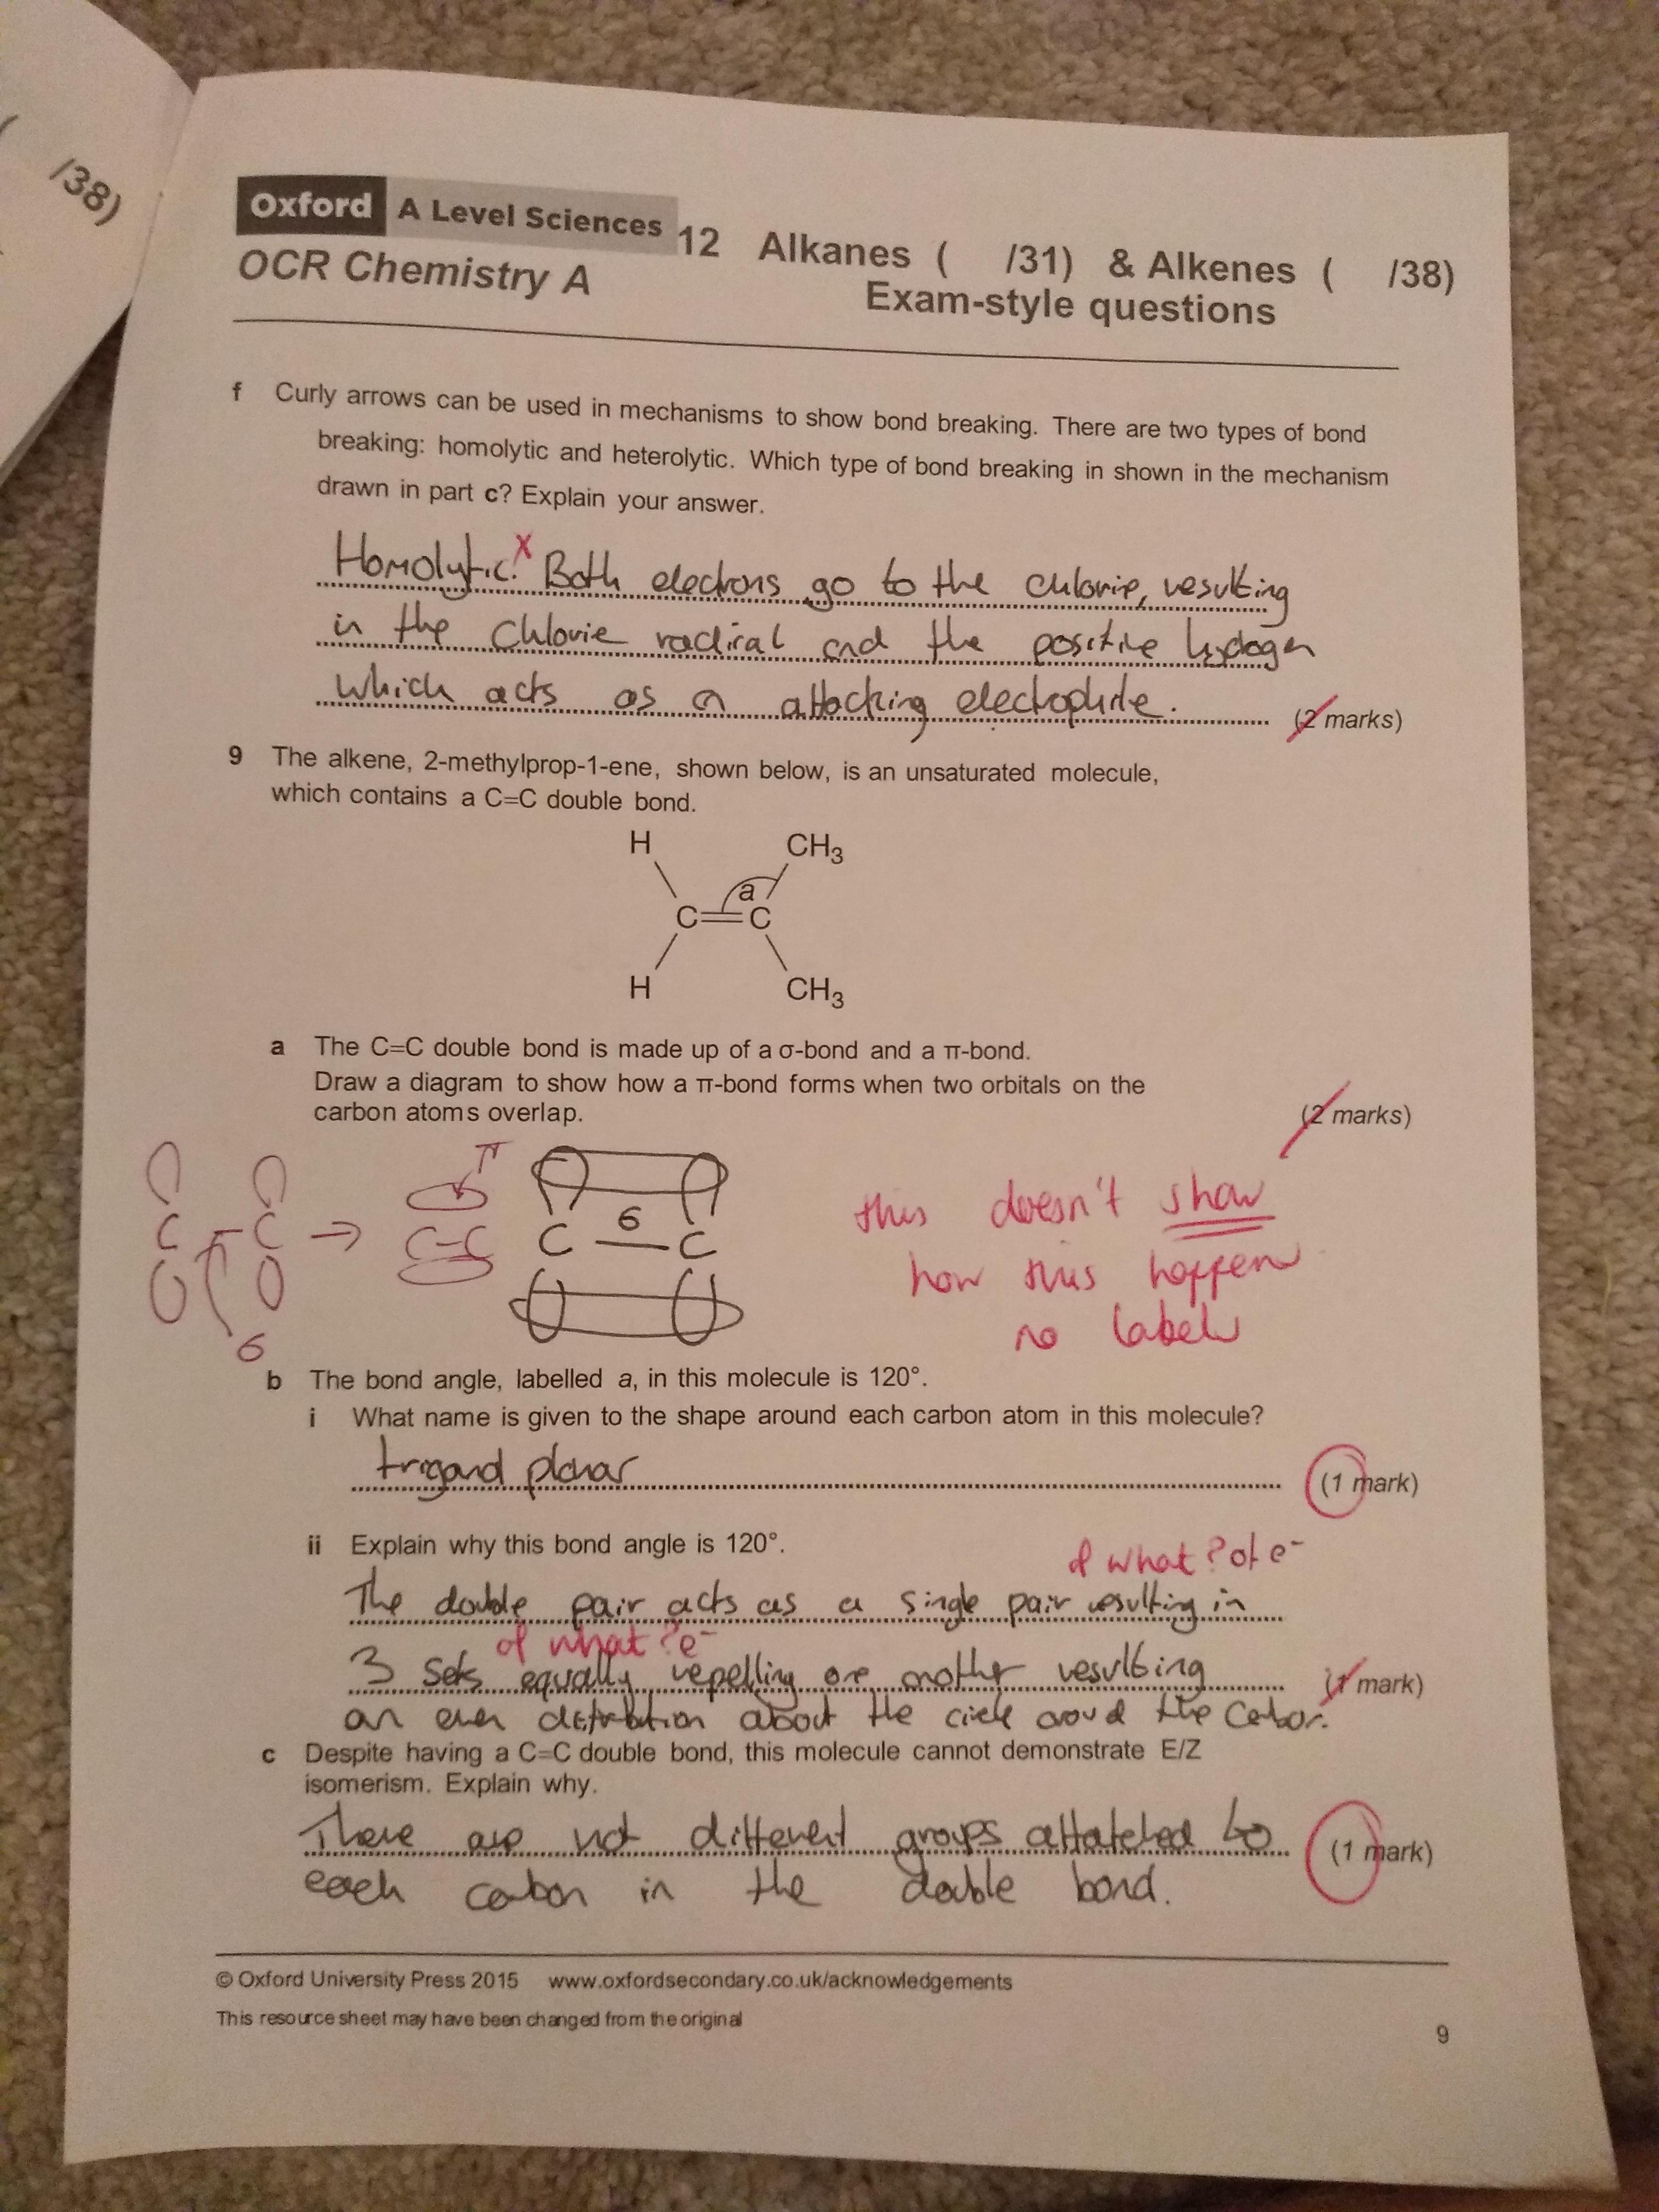 /38)
Oxford A Level Sciences
OCR Chemistry A
12 Alkanes ( /31) & Alkenes ( /38)
Exam-style questions
f Curly arrows can be used in mechanisms to show bond breaking. There are two types of bond
breaking: homolytic and heterolytic. Which type of bond breaking in shown in the mechanism
drawn in part c? Explain your answer.
Homolytic. x Both electrons go to the chlorine, resulting
in the chlorine radical and the positive hydogen
which acts as a attacking electrophile.
(2 marks)
9 The alkene, 2-methylprop-1-ene, shown below, is an unsaturated molecule,
which contains a C=C double bond.
H CH3
a
C=C
H CH3
a The C=C double bond is made up of a σ-bond and a π-bond.
Draw a diagram to show how a π-bond forms when two orbitals on the
carbon atoms overlap.
(2 marks)
π
C - C → C-C C 6 — C
6
this doesn't show
how this happen
no labels
b The bond angle, labelled a, in this molecule is 120°.
i What name is given to the shape around each carbon atom in this molecule?
trigonal planar
(1 mark)
ii Explain why this bond angle is 120°.
of what? of e-
The double pair acts as a single pair resulting in
of what? e-
3 sets equally repelling one another resulting
(1 mark)
an even distribution about the circle around the carbon.
c Despite having a C=C double bond, this molecule cannot demonstrate E/Z
isomerism. Explain why.
There are not different groups attatched to
(1 mark)
each carbon in the double bond.
© Oxford University Press 2015 www.oxfordsecondary.co.uk/acknowledgements
This resource sheet may have been changed from the original
9